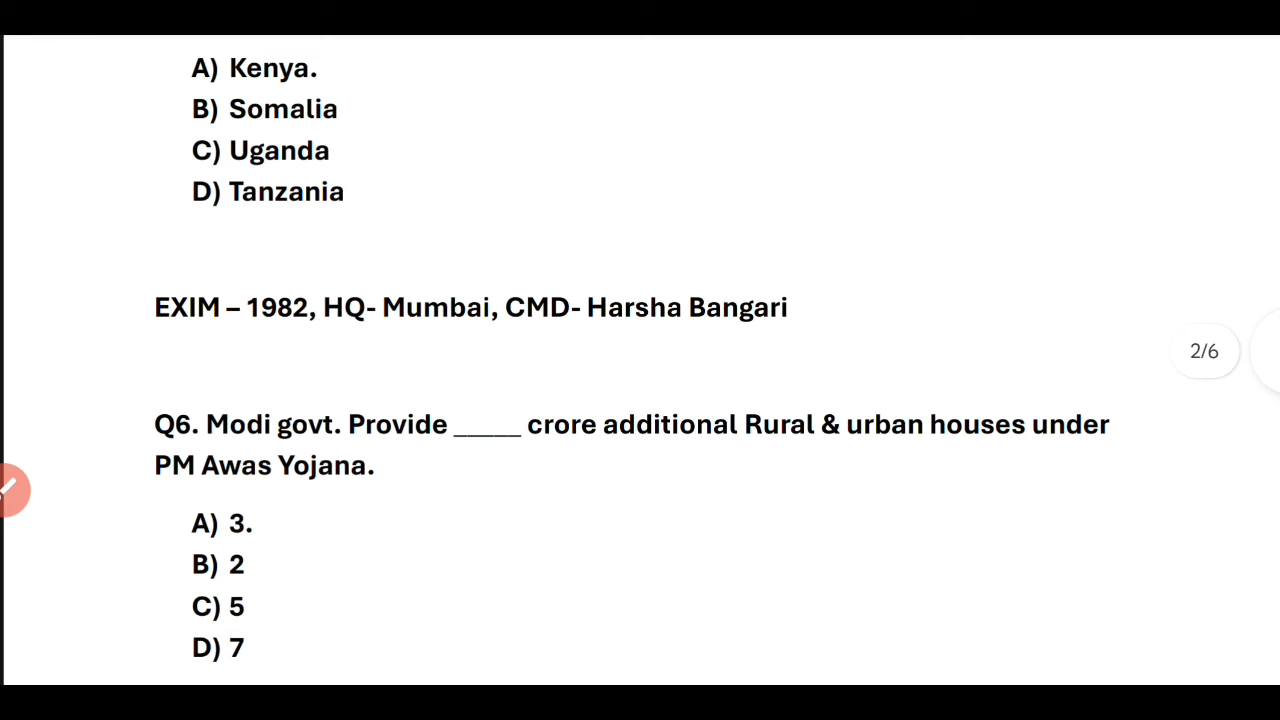 A) Kenya.
B) Somalia
C) Uganda
D) Tanzania
EXIM – 1982, HQ- Mumbai, CMD- Harsha Bangari
2/6
Q6. Modi govt. Provide _____ crore additional Rural & urban houses under
PM Awas Yojana.
A) 3.
B) 2
C) 5
D) 7